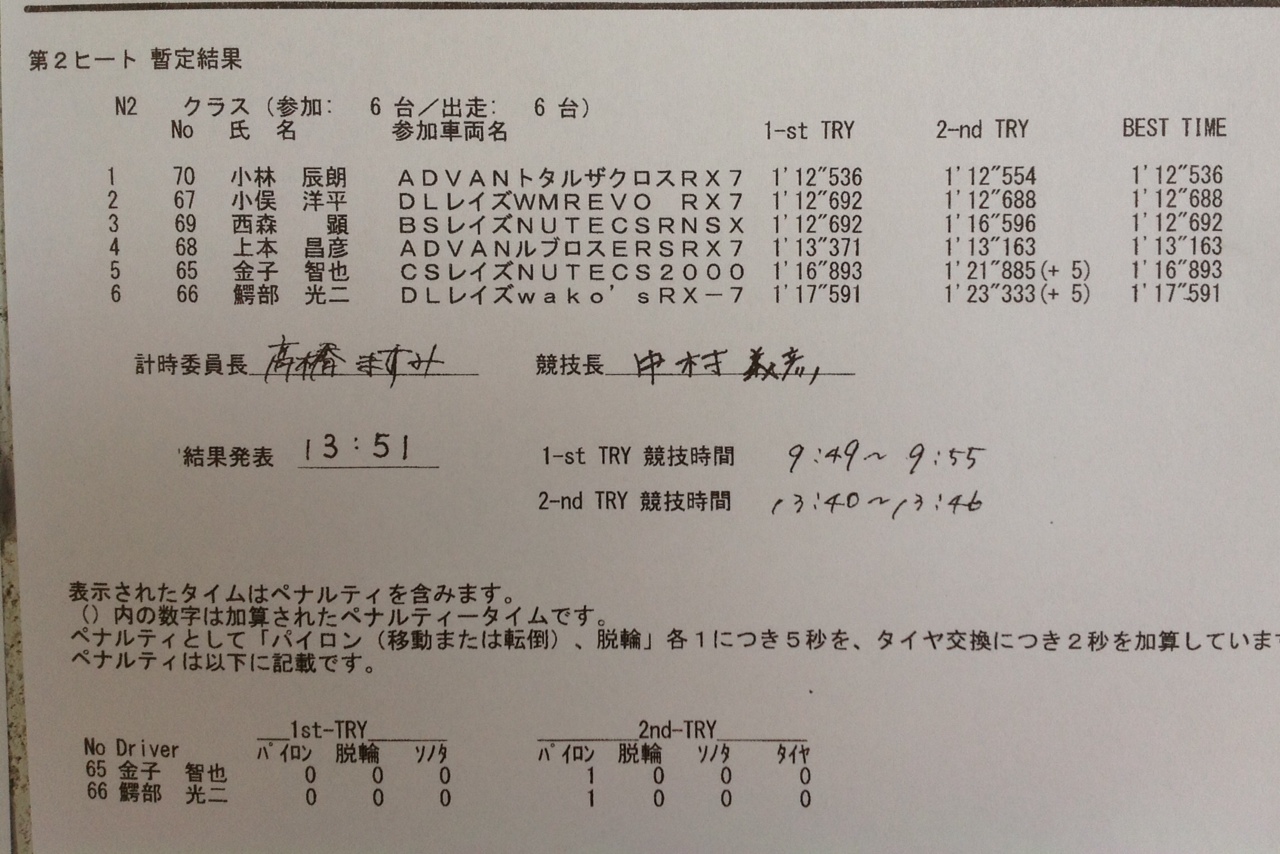 第２ヒート 暫定結果
N2 クラス（参加： 6 台／出走： 6 台）
No 氏 名 参加車両名 1-st TRY 2-nd TRY BEST TIME
1 70 小林 辰朗 ＡＤＶＡＮトタルザクロスＲＸ７ 1'12"536 1'12"554 1'12"536
2 67 小俣 洋平 ＤＬレイズＷＭＲＥＶＯ ＲＸ７ 1'12"692 1'12"688 1'12"688
3 69 西森 顕 ＢＳレイズＮＵＴＥＣＳＲＮＳＸ 1'12"692 1'16"596 1'12"692
4 68 上本 昌彦 ＡＤＶＡＮルブロスＥＲＳＲＸ７ 1'13"371 1'13"163 1'13"163
5 65 金子 智也 ＣＳレイズＮＵＴＥＣＳ２０００ 1'16"893 1'21"885(+ 5) 1'16"893
6 66 鰐部 光二 ＤＬレイズｗａｋｏ’ｓＲＸ－７ 1'17"591 1'23"333(+ 5) 1'17"591
計時委員長 高橋 ますみ 競技長 中村 義彦
結果発表 13:51 1-st TRY 競技時間 9:49～9:55
2-nd TRY 競技時間 13:40～13:46
表示されたタイムはペナルティを含みます。
（）内の数字は加算されたペナルティータイムです。
ペナルティとして「パイロン（移動または転倒）、脱輪」各１につき５秒を、タイヤ交換につき２秒を加算しています
ペナルティは以下に記載です。
1st-TRY 2nd-TRY
No Driver ﾊﾟｲﾛﾝ 脱輪 ｿﾉﾀ ﾊﾟｲﾛﾝ 脱輪 ｿﾉﾀ ﾀｲﾔ
65 金子 智也 0 0 0 1 0 0 0
66 鰐部 光二 0 0 0 1 0 0 0